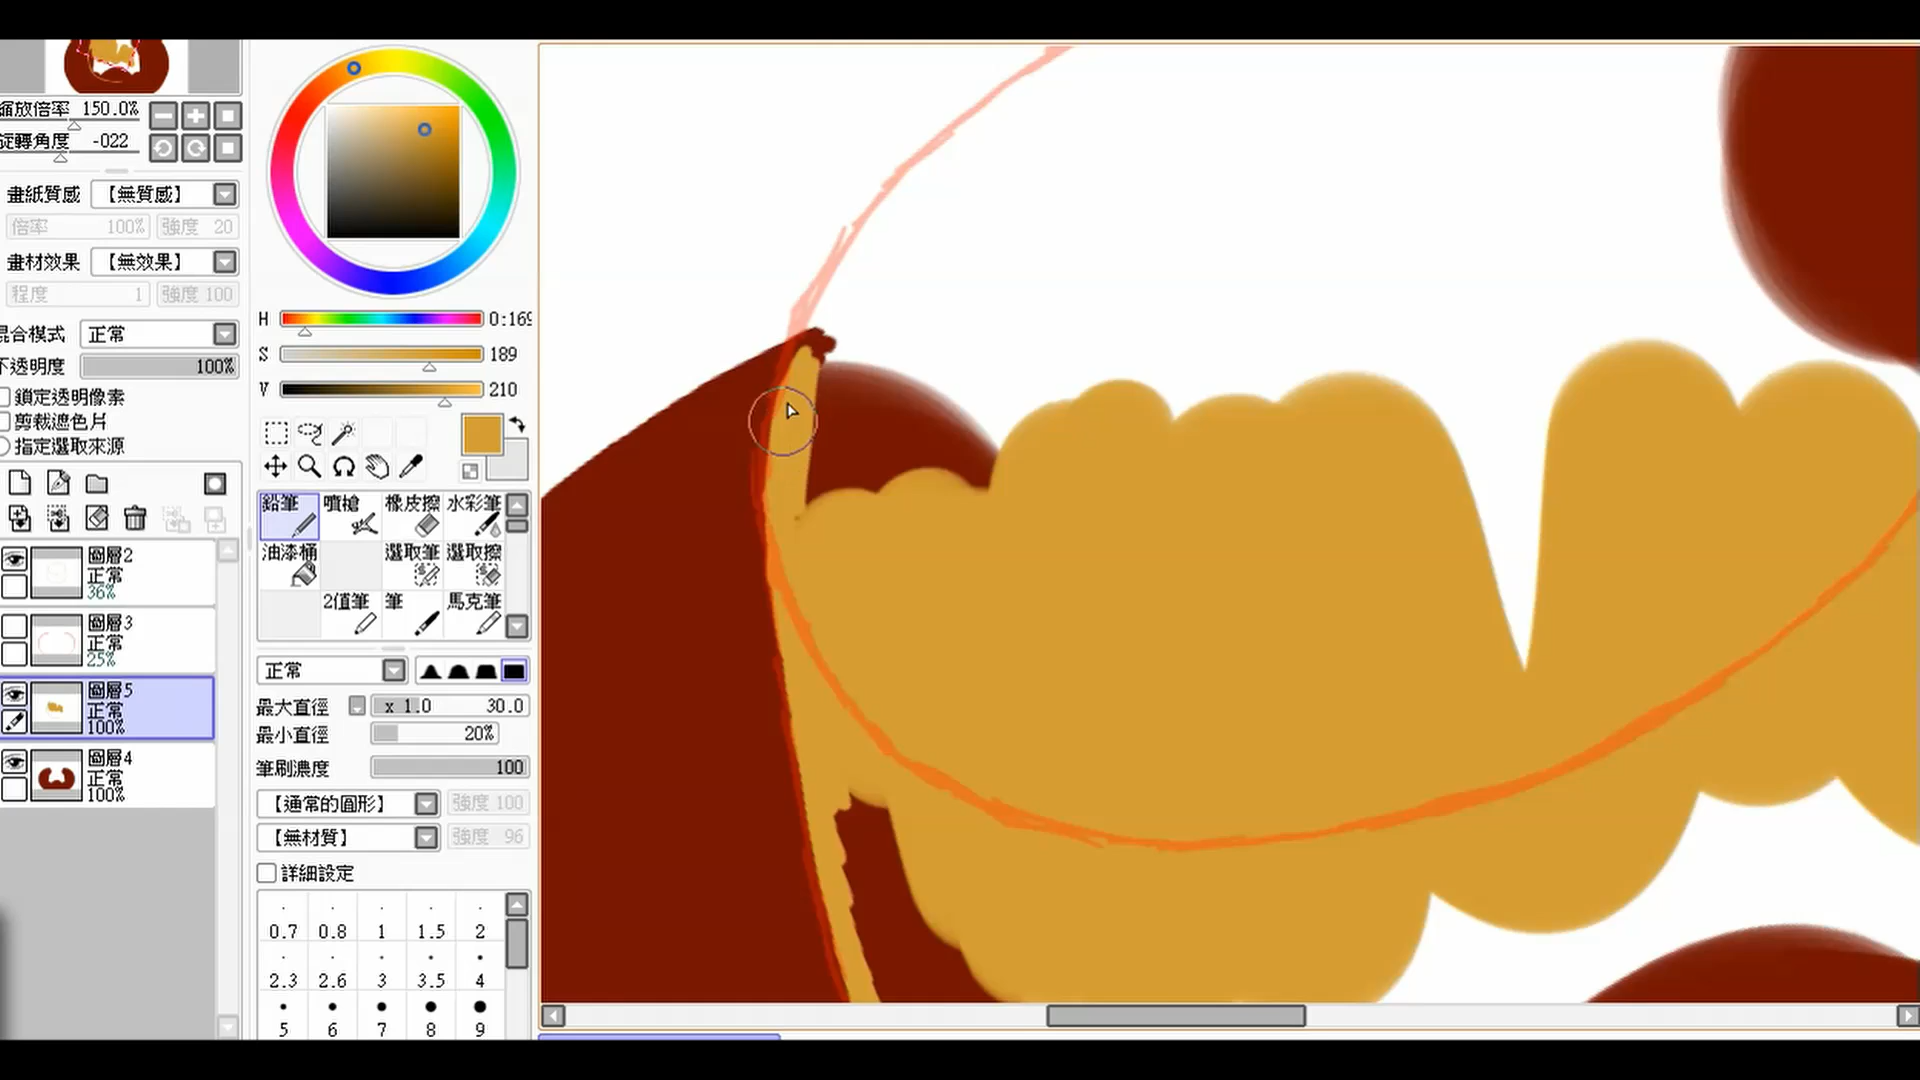 縮放倍率 150.0%
旋轉角度 -022
畫紙質感 【無質感】
倍率 100% 強度 20
畫材效果 【無效果】
程度 1 強度 100
混合模式 正常
不透明度 100%
鎖定透明像素
剪裁遮色片
指定選取來源
圖層2
正常
36%
圖層3
正常
25%
圖層5
正常
100%
圖層4
正常
100%
H 0:169
S 189
V 210
鉛筆 噴槍 橡皮擦 水彩筆
油漆桶 選取筆 選取擦
2值筆 筆 馬克筆
正常
最大直徑 x 1.0 30.0
最小直徑 20%
筆刷濃度 100
【通常的圓形】 強度 100
【無材質】 強度 96
詳細設定
0.7 0.8 1 1.5 2
2.3 2.6 3 3.5 4
5 6 7 8 9